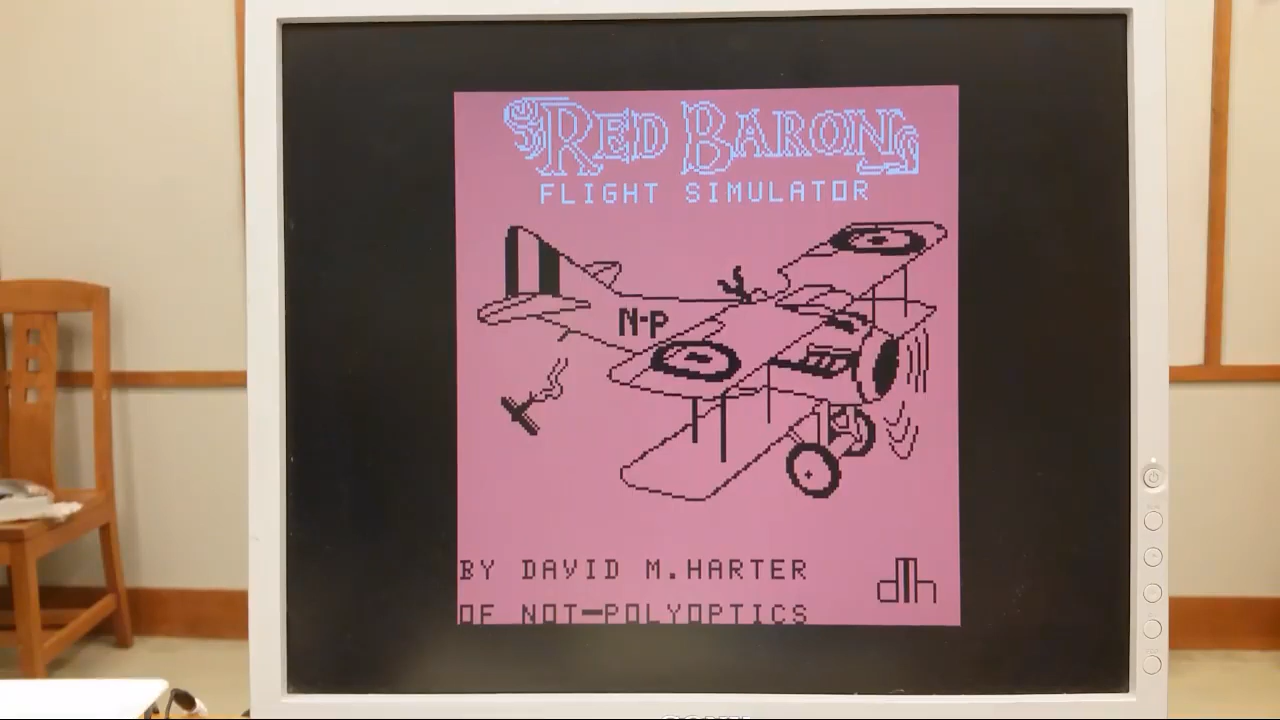 RED BARON
FLIGHT SIMULATOR
N-P
BY DAVID M.HARTER
dh
OF NOT-POLYOPTICS